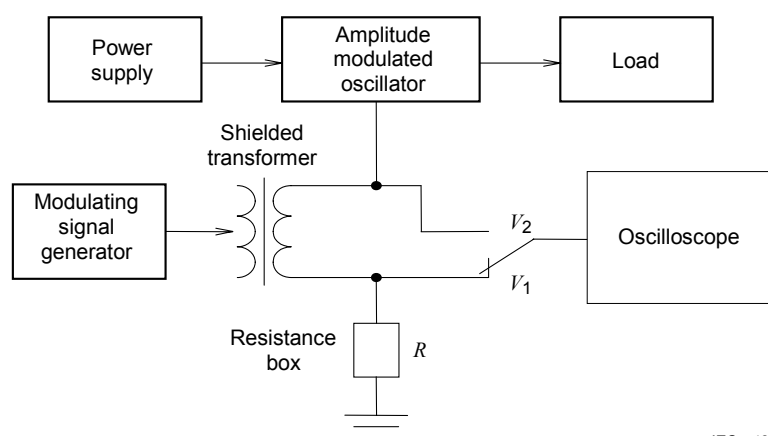 Power
supply
Amplitude
modulated
oscillator
Load
Shielded
transformer
Modulating
signal
generator
V2
V1
Oscilloscope
Resistance
box
R